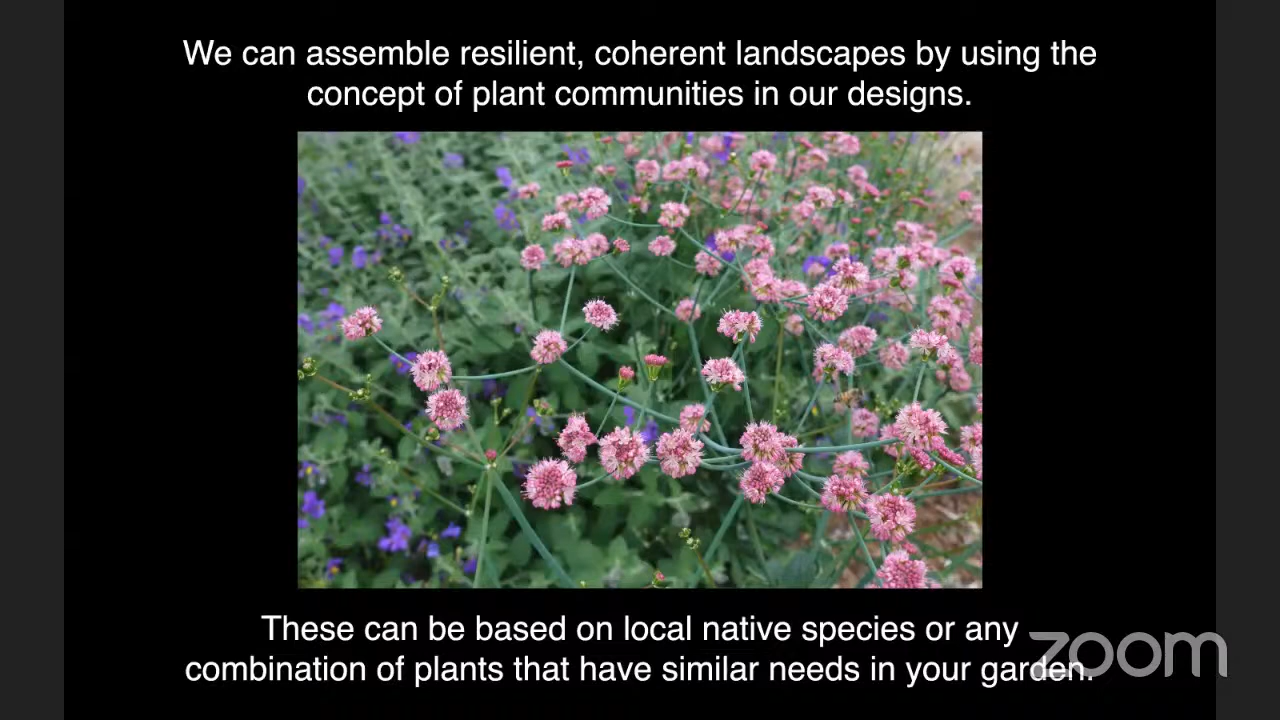 We can assemble resilient, coherent landscapes by using the
concept of plant communities in our designs.
These can be based on local native species or any
combination of plants that have similar needs in your garden.
zoom